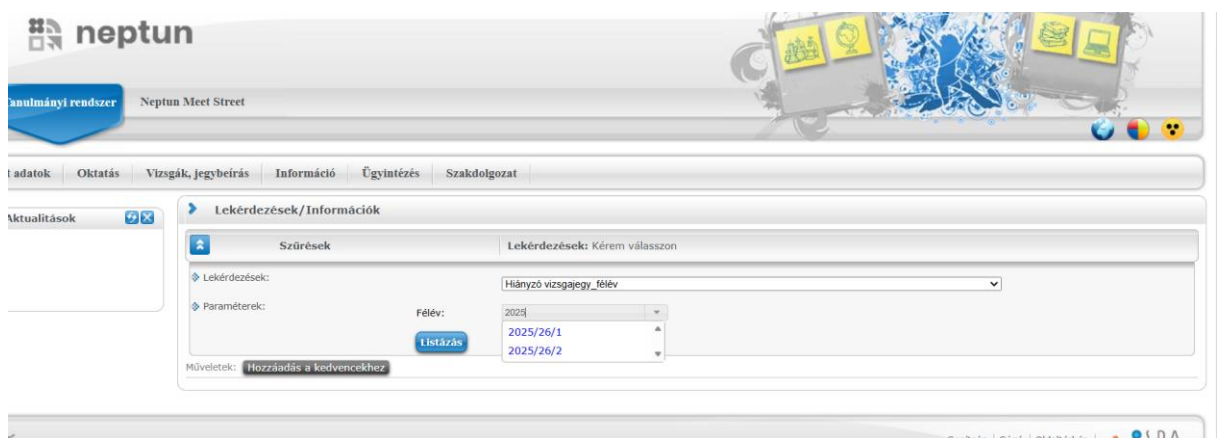 neptun
Tanulmányi rendszer Neptun Meet Street
adatok Oktatás Vizsgák, jegybeírás Információ Ügyintézés Szakdolgozat
Aktualitások
Lekérdezések/Információk
Szűrések Lekérdezések: Kérem válasszon
Lekérdezések: Hiányzó vizsgajegy_félév
Paraméterek: Félév: 2025
2025/26/1
Listázás
2025/26/2
Műveletek: Hozzáadás a kedvencekhez